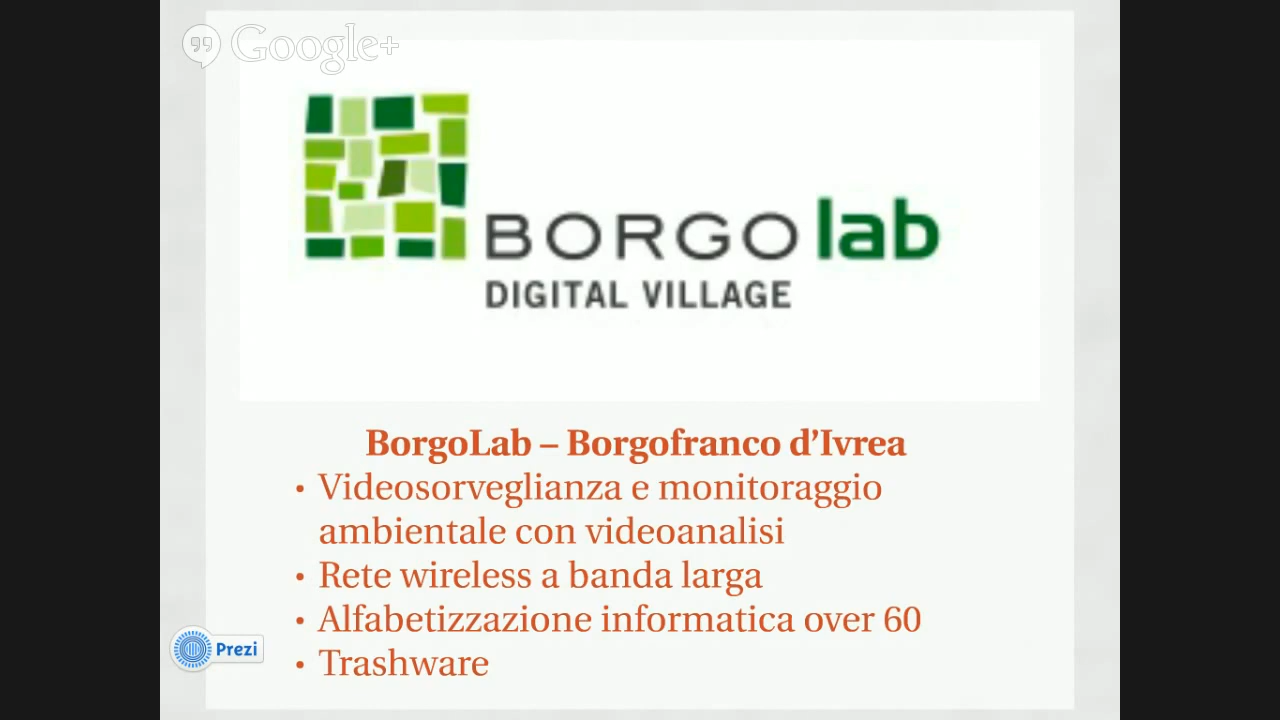 Google+
BORGO lab
DIGITAL VILLAGE
BorgoLab – Borgofranco d’Ivrea
• Videosorveglianza e monitoraggio
ambientale con videoanalisi
• Rete wireless a banda larga
• Alfabetizzazione informatica over 60
• Trashware
Prezi